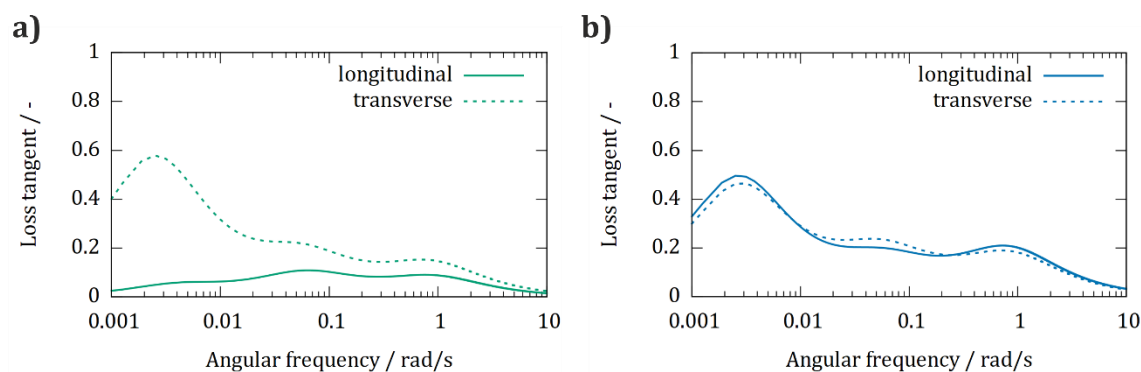 a)
1
0.8
0.6
0.4
0.2
0
0.001
0.01
0.1
1
10
Loss tangent / -
Angular frequency / rad/s
longitudinal
transverse
b)
1
0.8
0.6
0.4
0.2
0
0.001
0.01
0.1
1
10
Loss tangent / -
Angular frequency / rad/s
longitudinal
transverse